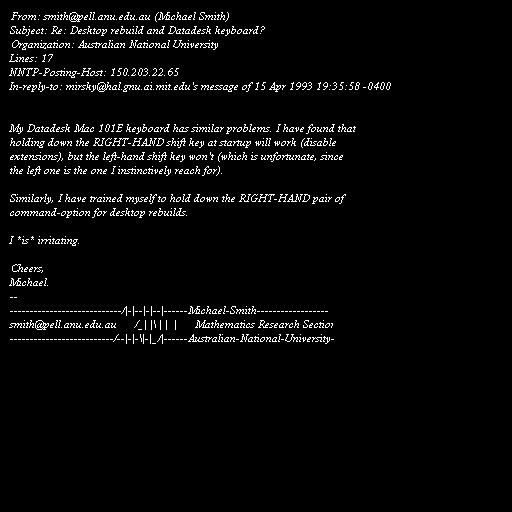 From: smith@pell.anu.edu.au (Michael Smith)
Subject: Re: Desktop rebuild and Datadesk keyboard?
Organization: Australian National University
Lines: 17
NNTP-Posting-Host: 150.203.22.65
In-reply-to: mirsky@hal.gnu.ai.mit.edu's message of 15 Apr 1993 19:35:58 -0400
My Datadesk Mac 101E keyboard has similar problems. I have found that
holding down the RIGHT-HAND shift key at startup will work (disable
extensions), but the left-hand shift key won't (which is unfortunate, since
the left one is the one I instinctively reach for).
Similarly, I have trained myself to hold down the RIGHT-HAND pair of
command-option for desktop rebuilds.
I *is* irritating.
Cheers,
Michael.
--
----------------------------/|-|--|-|--|------Michael-Smith------------------
smith@pell.anu.edu.au /_| |\ | | | Mathematics Research Section
--------------------------/--|-|-\|-|_/|------Australian-National-University-